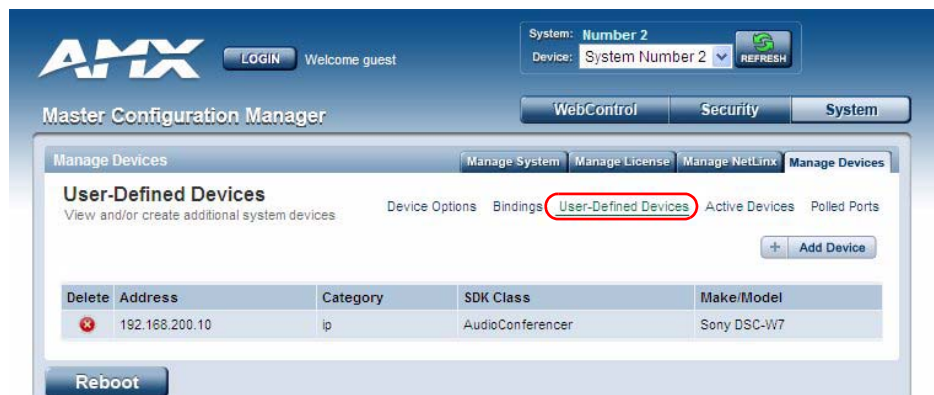 AMX
LOGIN Welcome guest
System: Number 2
Device: System Number 2
REFRESH
Master Configuration Manager
WebControl Security System
Manage Devices
Manage System Manage License Manage NetLinx Manage Devices
User-Defined Devices
View and/or create additional system devices
Device Options Bindings User-Defined Devices Active Devices Polled Ports
+ Add Device
Delete Address Category SDK Class Make/Model
192.168.200.10 ip AudioConferencer Sony DSC-W7
Reboot